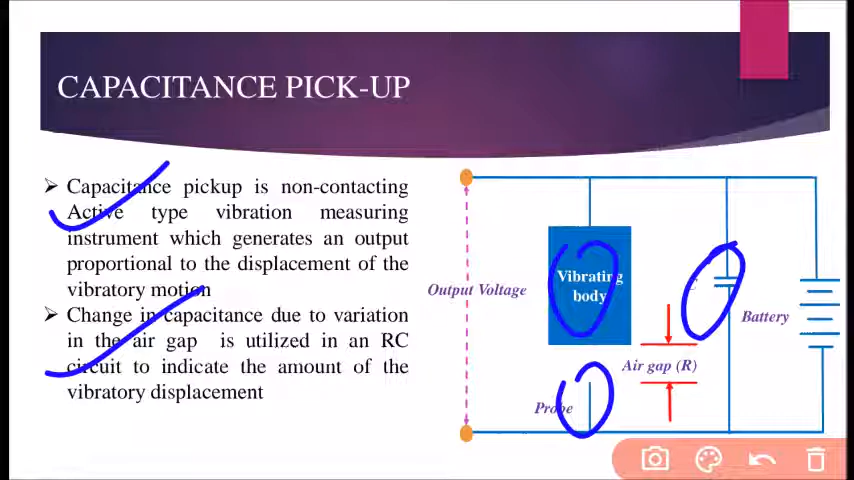 CAPACITANCE PICK-UP
➢ Capacitance pickup is non-contacting
Active type vibration measuring
instrument which generates an output
proportional to the displacement of the
vibratory motion
➢ Change in capacitance due to variation
in the air gap is utilized in an RC
circuit to indicate the amount of the
vibratory displacement
Output Voltage
Vibrating
body
C
Battery
Air gap (R)
Probe